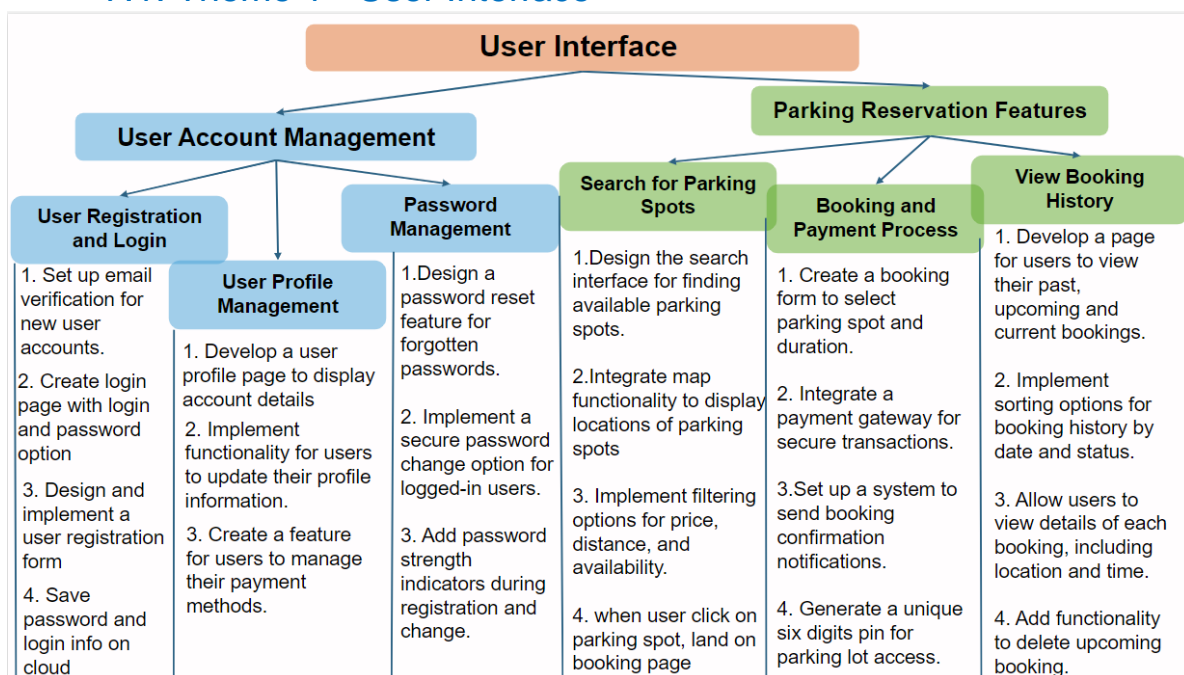 User Interface
User Account Management
Parking Reservation Features
User Registration
and Login
1. Set up email
verification for
new user
accounts.
2. Create login
page with login
and password
option
3. Design and
implement a
user registration
form
4. Save
password and
login info on
cloud
User Profile
Management
1. Develop a user
profile page to display
account details
2. Implement
functionality for users
to update their profile
information.
3. Create a feature
for users to manage
their payment
methods.
Password
Management
1.Design a
password reset
feature for
forgotten
passwords.
2. Implement a
secure password
change option for
logged-in users.
3. Add password
strength
indicators during
registration and
change.
Search for Parking
Spots
1.Design the search
interface for finding
available parking
spots.
2.Integrate map
functionality to display
locations of parking
spots
3. Implement filtering
options for price,
distance, and
availability.
4. when user click on
parking spot, land on
booking page
Booking and
Payment Process
1. Create a booking
form to select
parking spot and
duration.
2. Integrate a
payment gateway for
secure transactions.
3.Set up a system to
send booking
confirmation
notifications.
4. Generate a unique
six digits pin for
parking lot access.
View Booking
History
1. Develop a page
for users to view
their past,
upcoming and
current bookings.
2. Implement
sorting options for
booking history by
date and status.
3. Allow users to
view details of each
booking, including
location and time.
4. Add functionality
to delete upcoming
booking.